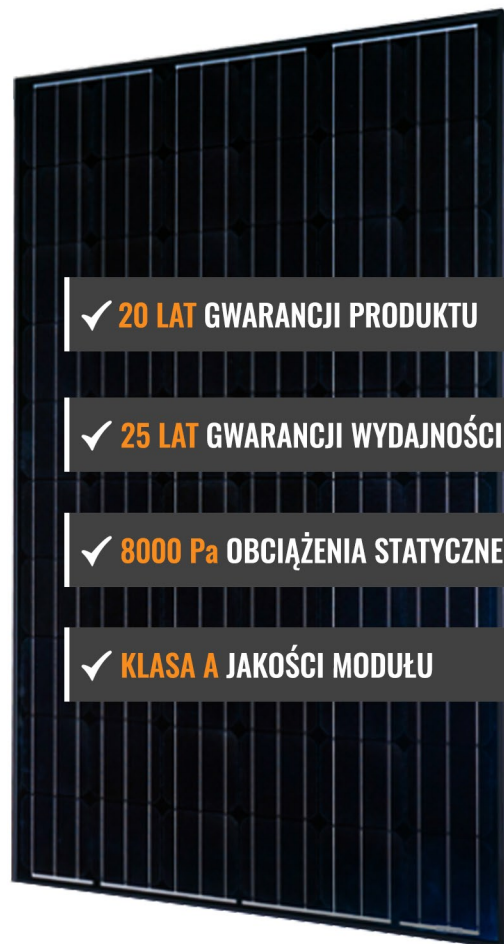 20 LAT GWARANCJI PRODUKTU
25 LAT GWARANCJI WYDAJNOŚCI
8000 Pa OBCIĄŻENIA STATYCZNE
KLASA A JAKOŚCI MODUŁU